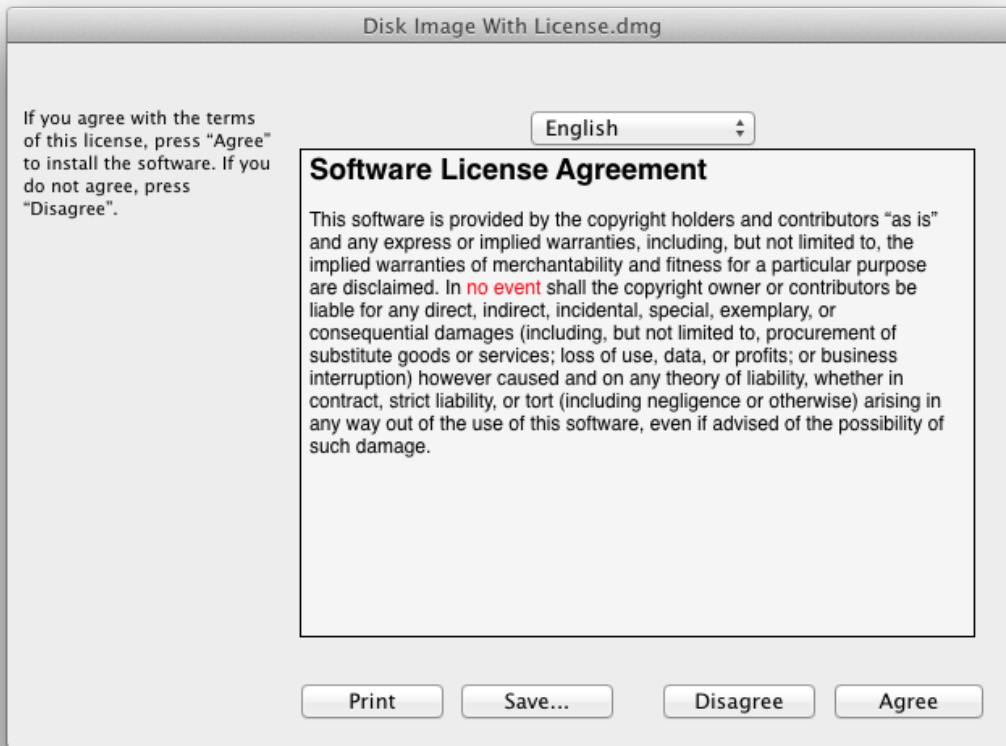 Disk Image With License.dmg
If you agree with the terms
of this license, press “Agree”
to install the software. If you
do not agree, press
“Disagree”.
English
Software License Agreement
This software is provided by the copyright holders and contributors “as is”
and any express or implied warranties, including, but not limited to, the
implied warranties of merchantability and fitness for a particular purpose
are disclaimed. In no event shall the copyright owner or contributors be
liable for any direct, indirect, incidental, special, exemplary, or
consequential damages (including, but not limited to, procurement of
substitute goods or services; loss of use, data, or profits; or business
interruption) however caused and on any theory of liability, whether in
contract, strict liability, or tort (including negligence or otherwise) arising in
any way out of the use of this software, even if advised of the possibility of
such damage.
Print
Save...
Disagree
Agree